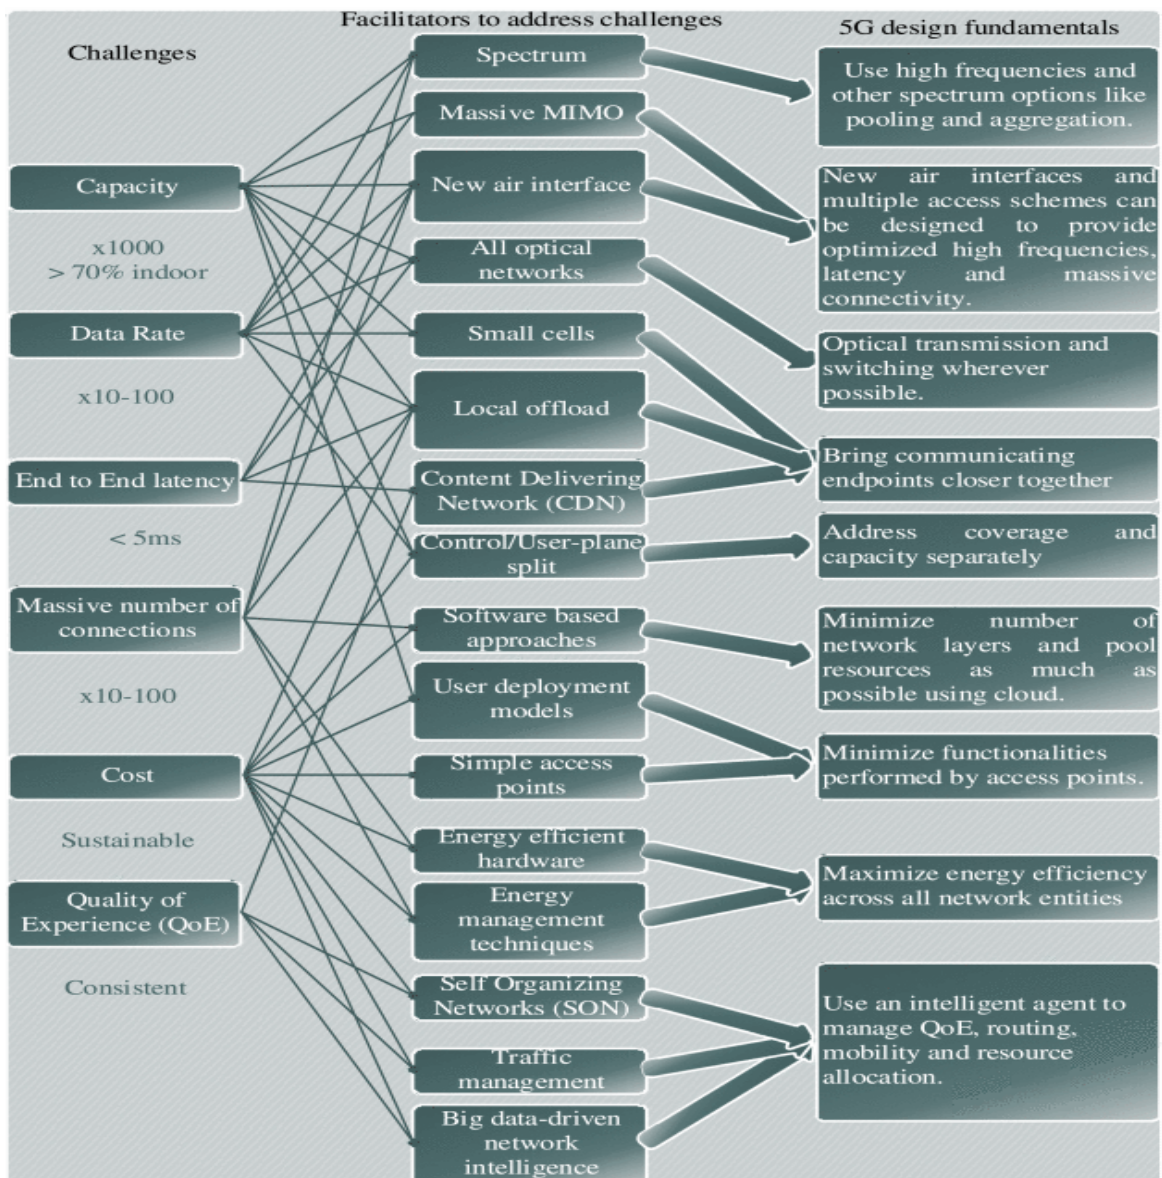 Facilitators to address challenges
Challenges
5G design fundamentals
Capacity
x1000
> 70% indoor
Data Rate
x10-100
End to End latency
< 5ms
Massive number of
connections
x10-100
Cost
Sustainable
Quality of
Experience (QoE)
Consistent
Spectrum
Massive MIMO
New air interface
All optical
networks
Small cells
Local offload
Content Delivering
Network (CDN)
Control/User-plane
split
Software based
approaches
User deployment
models
Simple access
points
Energy efficient
hardware
Energy
management
techniques
Self Organizing
Networks (SON)
Traffic
management
Big data-driven
network
intelligence
Use high frequencies and
other spectrum options like
pooling and aggregation.
New air interfaces and
multiple access schemes can
be designed to provide
optimized high frequencies,
latency and massive
connectivity.
Optical transmission and
switching wherever
possible.
Bring communicating
endpoints closer together
Address coverage and
capacity separately
Minimize number of
network layers and pool
resources as much as
possible using cloud.
Minimize functionalities
performed by access points.
Maximize energy efficiency
across all network entities
Use an intelligent agent to
manage QoE, routing,
mobility and resource
allocation.